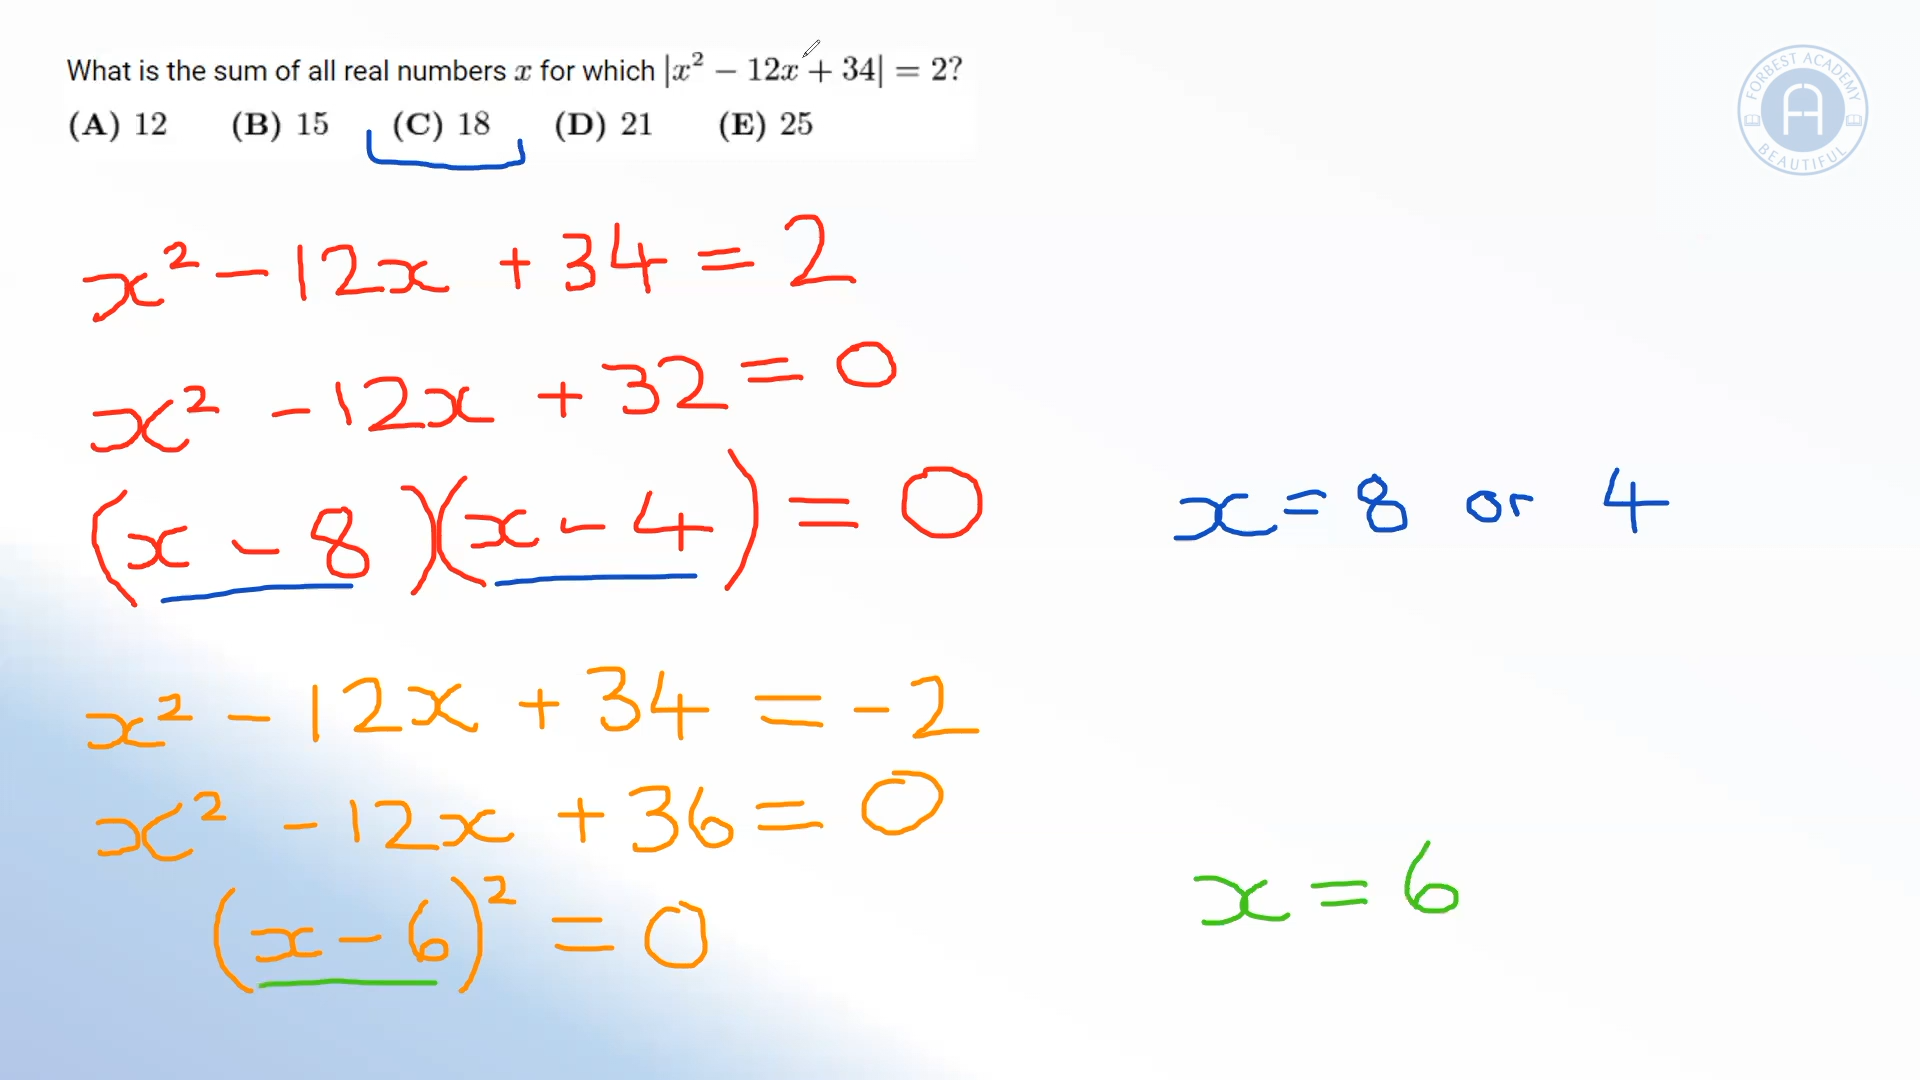 What is the sum of all real numbers x for which |x² − 12x + 34| = 2?
(A) 12 (B) 15 (C) 18 (D) 21 (E) 25
FORBEST ACADEMY
A
BEAUTIFUL
x² − 12x + 34 = 2
x² − 12x + 32 = 0
(x − 8)(x − 4) = 0
x = 8 or 4
x² − 12x + 34 = −2
x² − 12x + 36 = 0
(x − 6)² = 0
x = 6